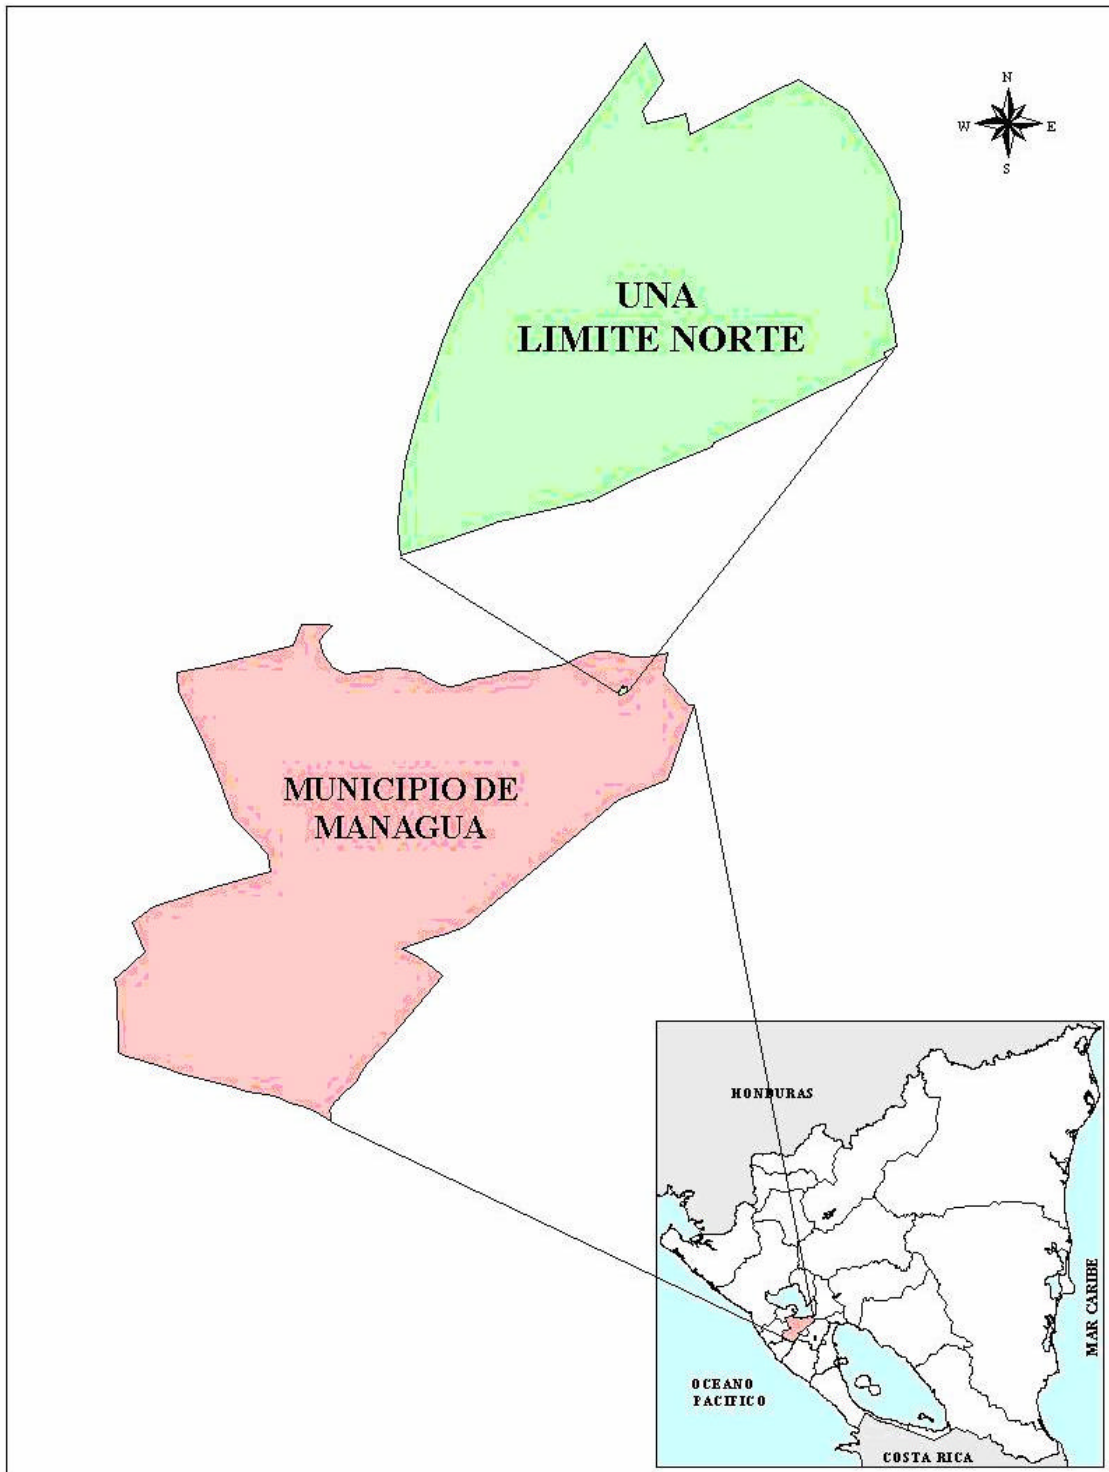 N
W E
S
UNA
LIMITE NORTE
MUNICIPIO DE
MANAGUA
HONDURAS
MAR CARIBE
OCEANO
PACIFICO
COSTA RICA